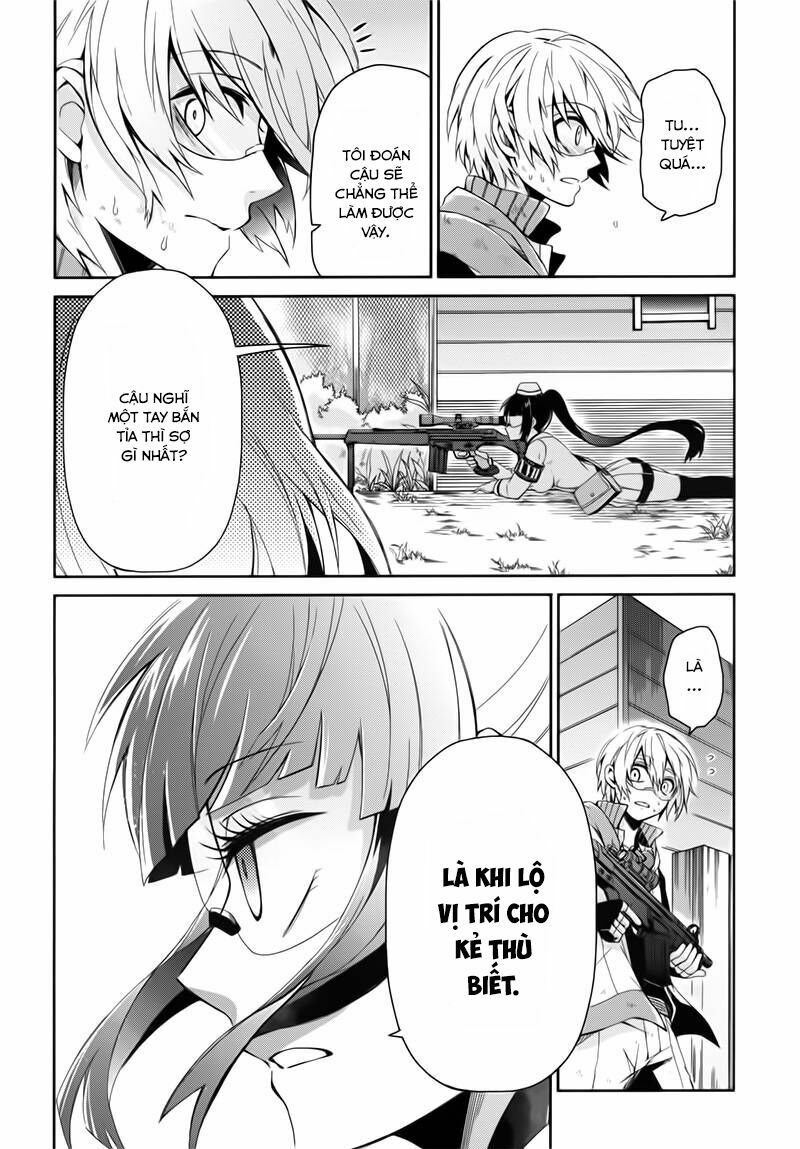 TU...
TUYỆT
QUÁ...
TÔI ĐOÁN
CẬU SẼ
CHẲNG THỂ
LÀM ĐƯỢC
VẬY.
CẬU NGHĨ
MỘT TAY BẮN
TỈA THÌ SỢ
GÌ NHẤT?
LÀ
...
LÀ KHI LỘ
VỊ TRÍ CHO
KẺ THÙ
BIẾT.